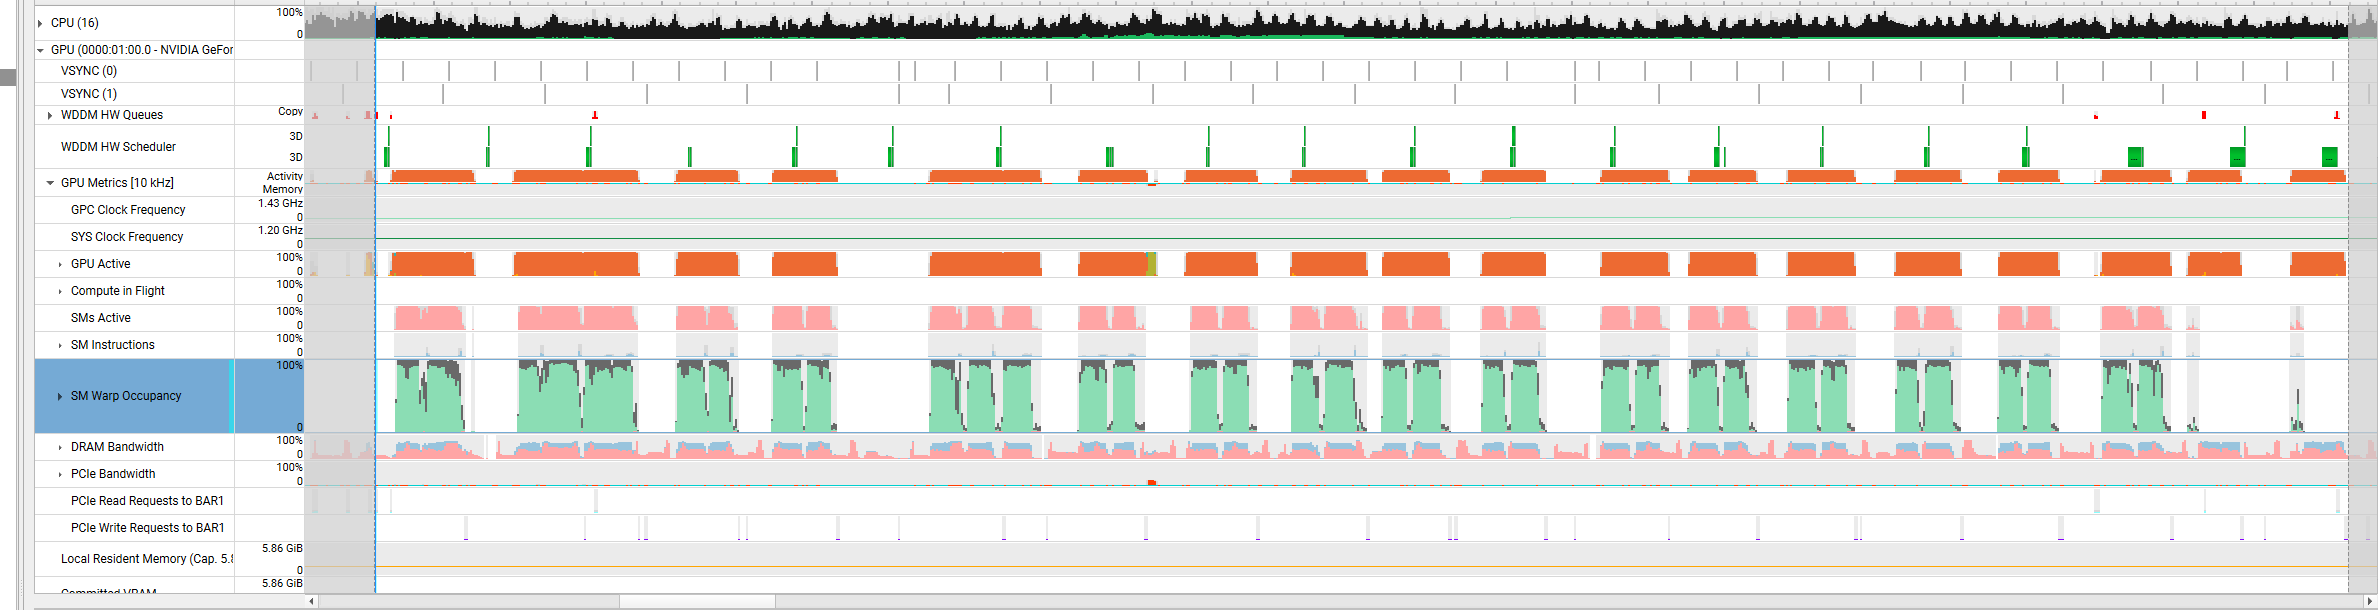 CPU (16) 100% 0
GPU (0000:01:00.0 - NVIDIA GeFor
VSYNC (0)
VSYNC (1)
WDDM HW Queues Copy
WDDM HW Scheduler 3D 3D
GPU Metrics [10 kHz] Activity Memory
GPC Clock Frequency 1.43 GHz 0
SYS Clock Frequency 1.20 GHz 0
GPU Active 100% 0
Compute in Flight 100% 0
SMs Active 100% 0
SM Instructions 100% 0
SM Warp Occupancy 100% 0
DRAM Bandwidth 100% 0
PCIe Bandwidth 100% 0
PCIe Read Requests to BAR1
PCIe Write Requests to BAR1
Local Resident Memory (Cap. 5.8 5.86 GiB 0
Committed VRAM 5.86 GiB